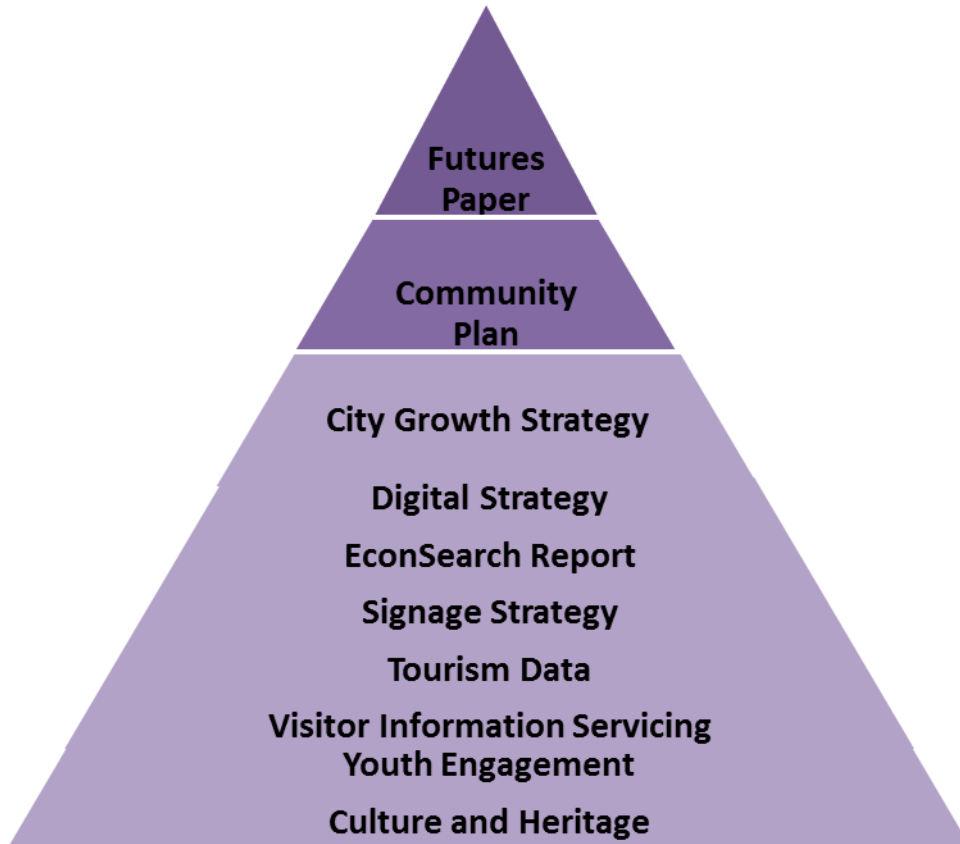 Futures
Paper
Community
Plan
City Growth Strategy
Digital Strategy
EconSearch Report
Signage Strategy
Tourism Data
Visitor Information Servicing
Youth Engagement
Culture and Heritage